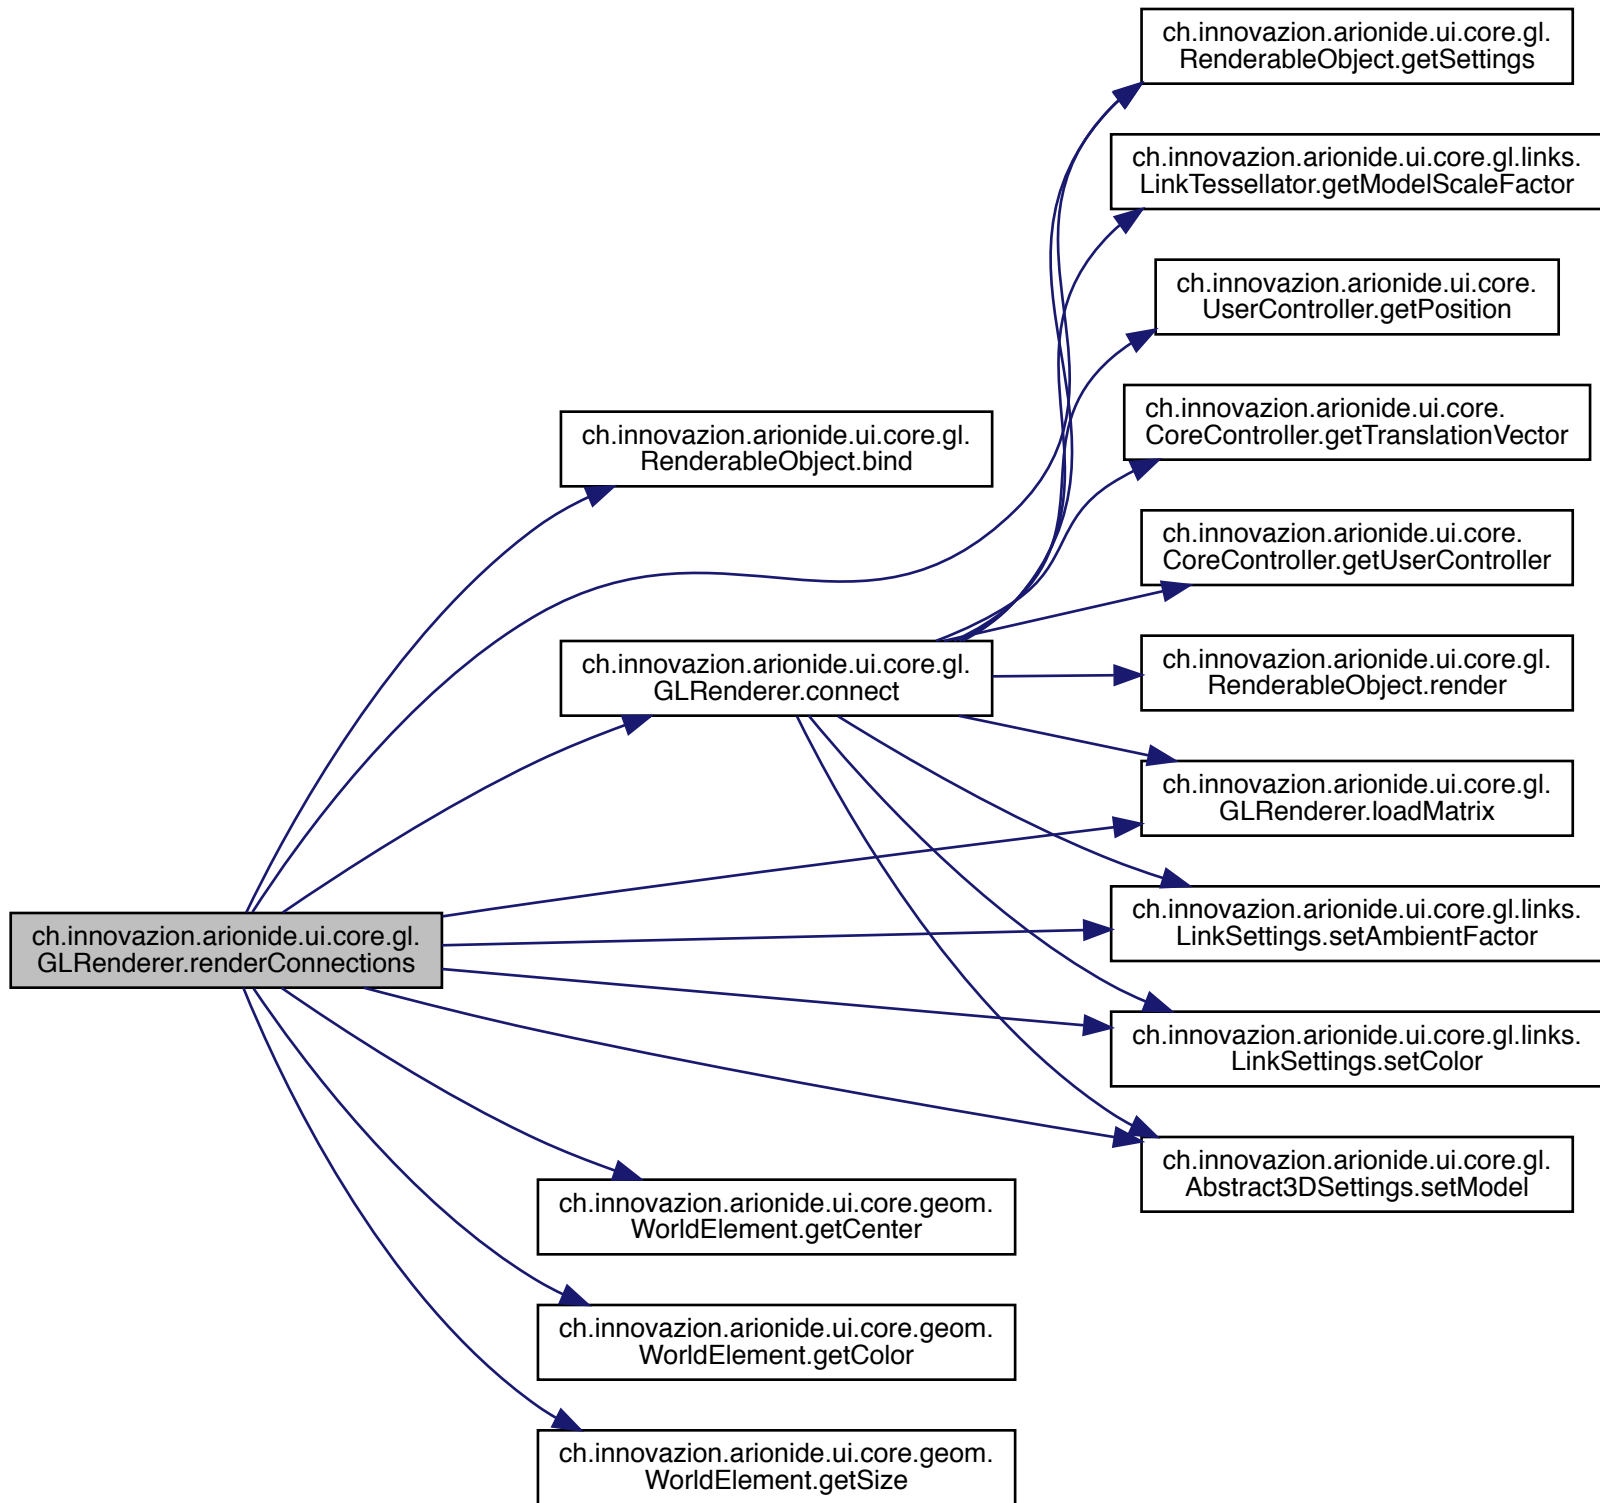 ch.innovazion.arionide.ui.core.gl.
RenderableObject.getSettings
ch.innovazion.arionide.ui.core.gl.links.
LinkTessellator.getModelScaleFactor
ch.innovazion.arionide.ui.core.
UserController.getPosition
ch.innovazion.arionide.ui.core.
CoreController.getTranslationVector
ch.innovazion.arionide.ui.core.gl.
RenderableObject.bind
ch.innovazion.arionide.ui.core.
CoreController.getUserController
ch.innovazion.arionide.ui.core.gl.
GLRenderer.connect
ch.innovazion.arionide.ui.core.gl.
RenderableObject.render
ch.innovazion.arionide.ui.core.gl.
GLRenderer.loadMatrix
ch.innovazion.arionide.ui.core.gl.
GLRenderer.renderConnections
ch.innovazion.arionide.ui.core.gl.links.
LinkSettings.setAmbientFactor
ch.innovazion.arionide.ui.core.gl.links.
LinkSettings.setColor
ch.innovazion.arionide.ui.core.gl.
Abstract3DSettings.setModel
ch.innovazion.arionide.ui.core.geom.
WorldElement.getCenter
ch.innovazion.arionide.ui.core.geom.
WorldElement.getColor
ch.innovazion.arionide.ui.core.geom.
WorldElement.getSize